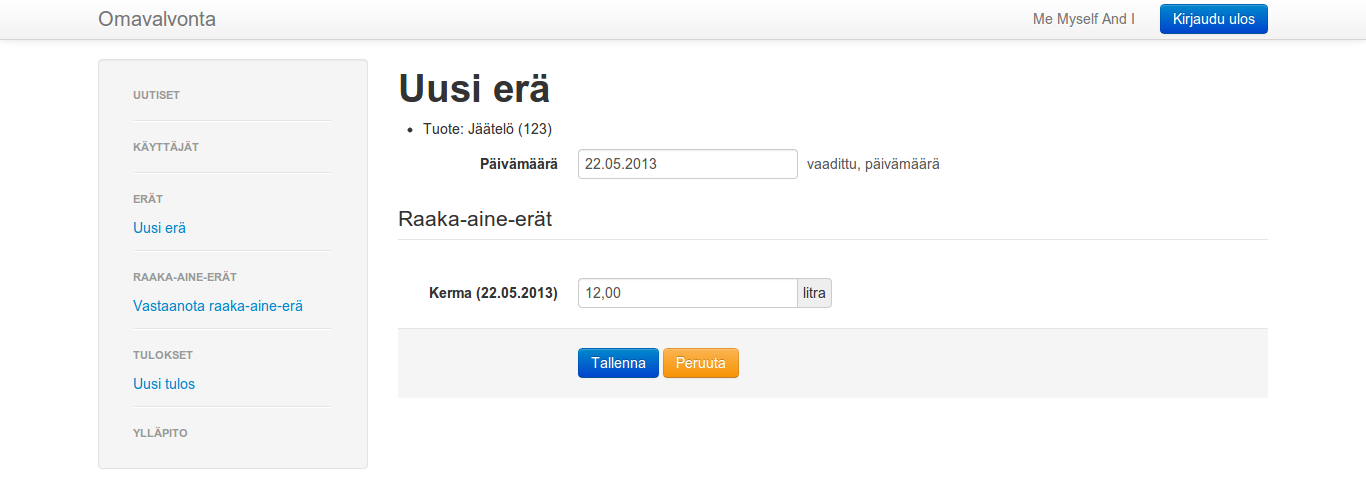 Omavalvonta
Me Myself And I
Kirjaudu ulos
UUTISET
KÄYTTÄJÄT
ERÄT
Uusi erä
RAAKA-AINE-ERÄT
Vastaanota raaka-aine-erä
TULOKSET
Uusi tulos
YLLÄPITO
Uusi erä
• Tuote: Jäätelö (123)
Päivämäärä 22.05.2013 vaadittu, päivämäärä
Raaka-aine-erät
Kerma (22.05.2013) 12,00 litra
Tallenna Peruuta